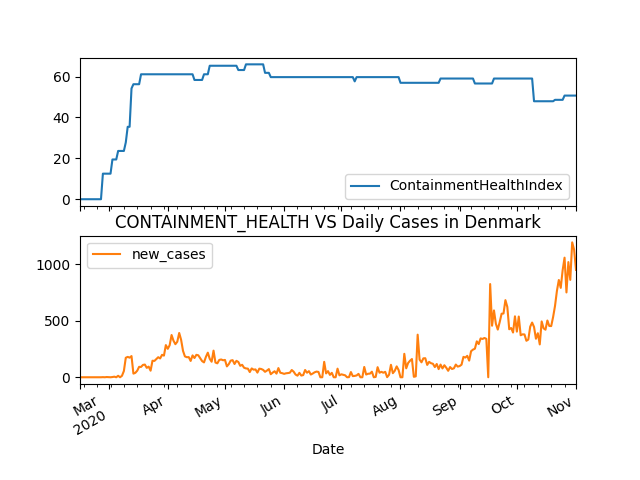 60
40
20
0
ContainmentHealthIndex
CONTAINMENT_HEALTH VS Daily Cases in Denmark
new_cases
1000
500
0
Mar
2020
Apr
May
Jun
Jul
Aug
Sep
Oct
Nov
Date